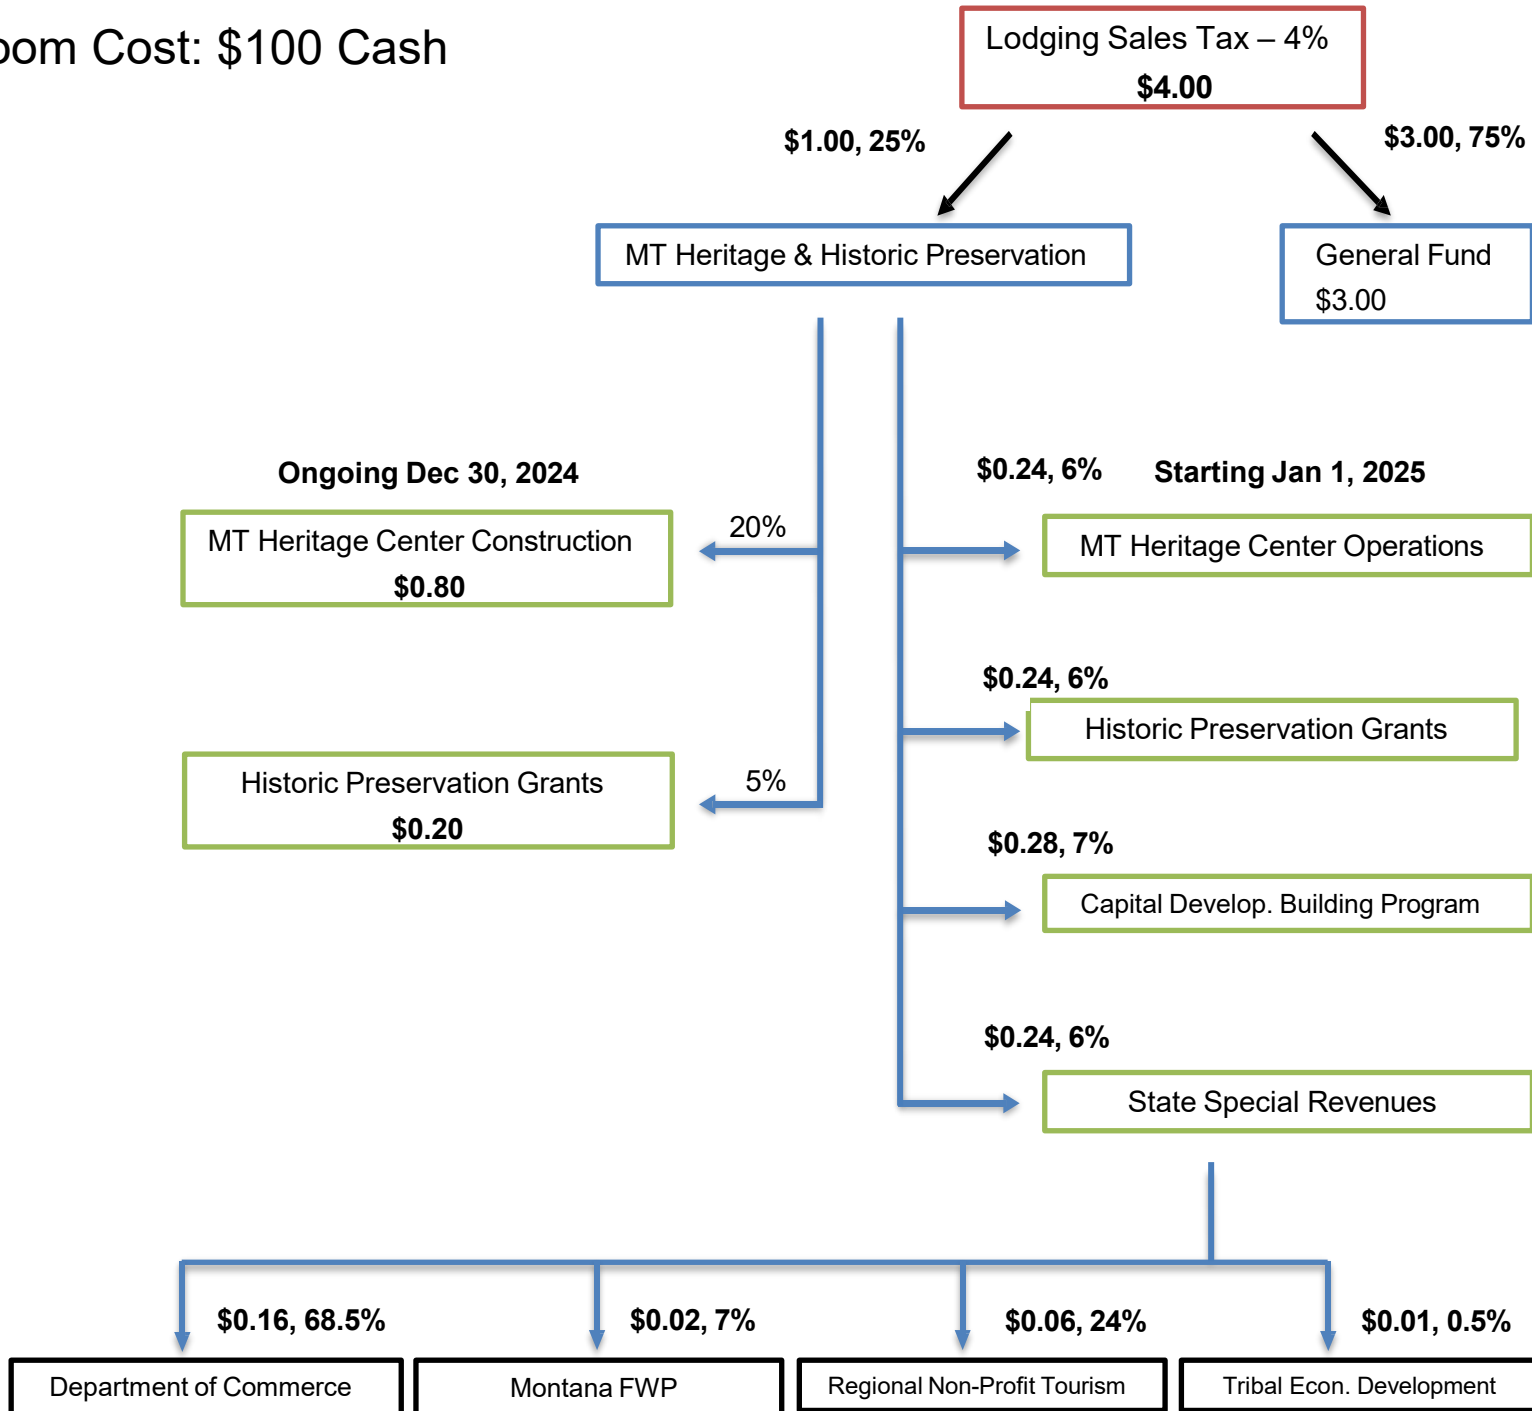 oom Cost: $100 Cash
Lodging Sales Tax – 4%
$4.00
$1.00, 25%
$3.00, 75%
MT Heritage & Historic Preservation
General Fund
$3.00
Ongoing Dec 30, 2024
$0.24, 6%
Starting Jan 1, 2025
MT Heritage Center Construction
$0.80
20%
MT Heritage Center Operations
$0.24, 6%
Historic Preservation Grants
Historic Preservation Grants
$0.20
5%
$0.28, 7%
Capital Develop. Building Program
$0.24, 6%
State Special Revenues
$0.16, 68.5%
$0.02, 7%
$0.06, 24%
$0.01, 0.5%
Department of Commerce
Montana FWP
Regional Non-Profit Tourism
Tribal Econ. Development